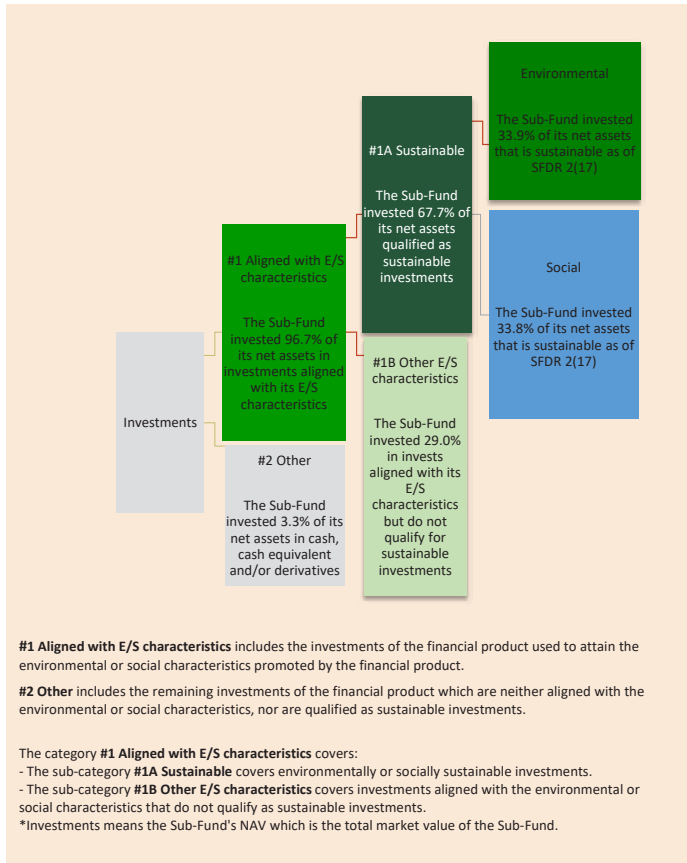 Environmental
The Sub-Fund invested
33.9% of its net assets
that is sustainable as of
SFDR 2(17)
#1A Sustainable
The Sub-Fund
invested 67.7% of
its net assets
qualified as
sustainable
investments
Social
The Sub-Fund invested
33.8% of its net assets
that is sustainable as of
SFDR 2(17)
#1 Aligned with E/S
characteristics
The Sub-Fund
invested 96.7% of
its net assets in
investments aligned
with its E/S
characteristics
#1B Other E/S
characteristics
The Sub-Fund
invested 29.0%
in invests
aligned with its
E/S
characteristics
but do not
qualify for
sustainable
investments
Investments
#2 Other
The Sub-Fund
invested 3.3% of its
net assets in cash,
cash equivalent
and/or derivatives
#1 Aligned with E/S characteristics includes the investments of the financial product used to attain the
environmental or social characteristics promoted by the financial product.
#2 Other includes the remaining investments of the financial product which are neither aligned with the
environmental or social characteristics, nor are qualified as sustainable investments.
The category #1 Aligned with E/S characteristics covers:
- The sub-category #1A Sustainable covers environmentally or socially sustainable investments.
- The sub-category #1B Other E/S characteristics covers investments aligned with the environmental or
social characteristics that do not qualify as sustainable investments.
*Investments means the Sub-Fund's NAV which is the total market value of the Sub-Fund.